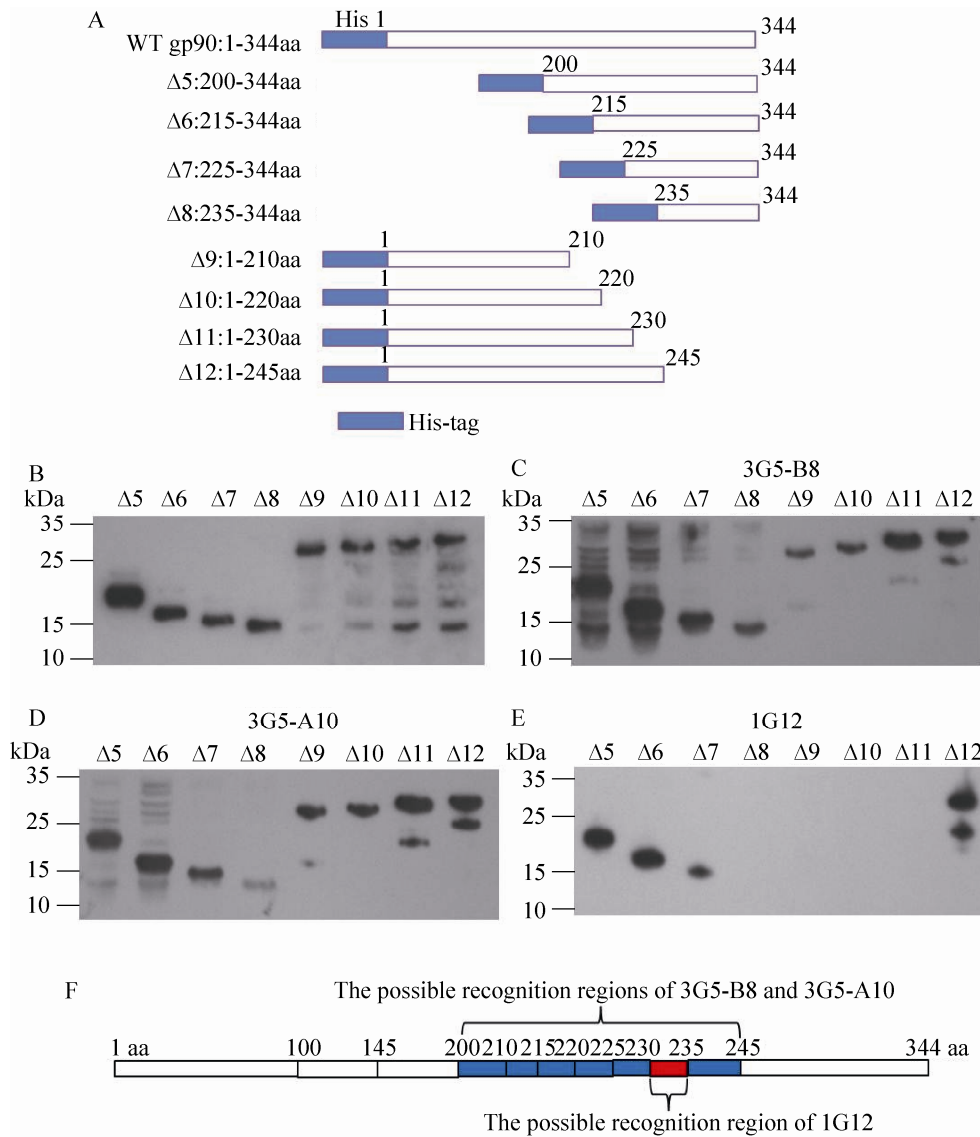 A
His 1
344
WT gp90:1-344aa
200
344
Δ5:200-344aa
215
344
Δ6:215-344aa
225
344
Δ7:225-344aa
235
344
Δ8:235-344aa
1
210
Δ9:1-210aa
1
220
Δ10:1-220aa
1
230
Δ11:1-230aa
1
245
Δ12:1-245aa
His-tag
B
kDa Δ5 Δ6 Δ7 Δ8 Δ9 Δ10 Δ11 Δ12
35
25
15
10
C
3G5-B8
kDa Δ5 Δ6 Δ7 Δ8 Δ9 Δ10 Δ11 Δ12
35
25
15
10
D
3G5-A10
kDa Δ5 Δ6 Δ7 Δ8 Δ9 Δ10 Δ11 Δ12
35
25
15
10
E
1G12
kDa Δ5 Δ6 Δ7 Δ8 Δ9 Δ10 Δ11 Δ12
35
25
15
10
F
The possible recognition regions of 3G5-B8 and 3G5-A10
1 aa 100 145 200 210 215 220 225 230 235 245 344 aa
The possible recognition region of 1G12